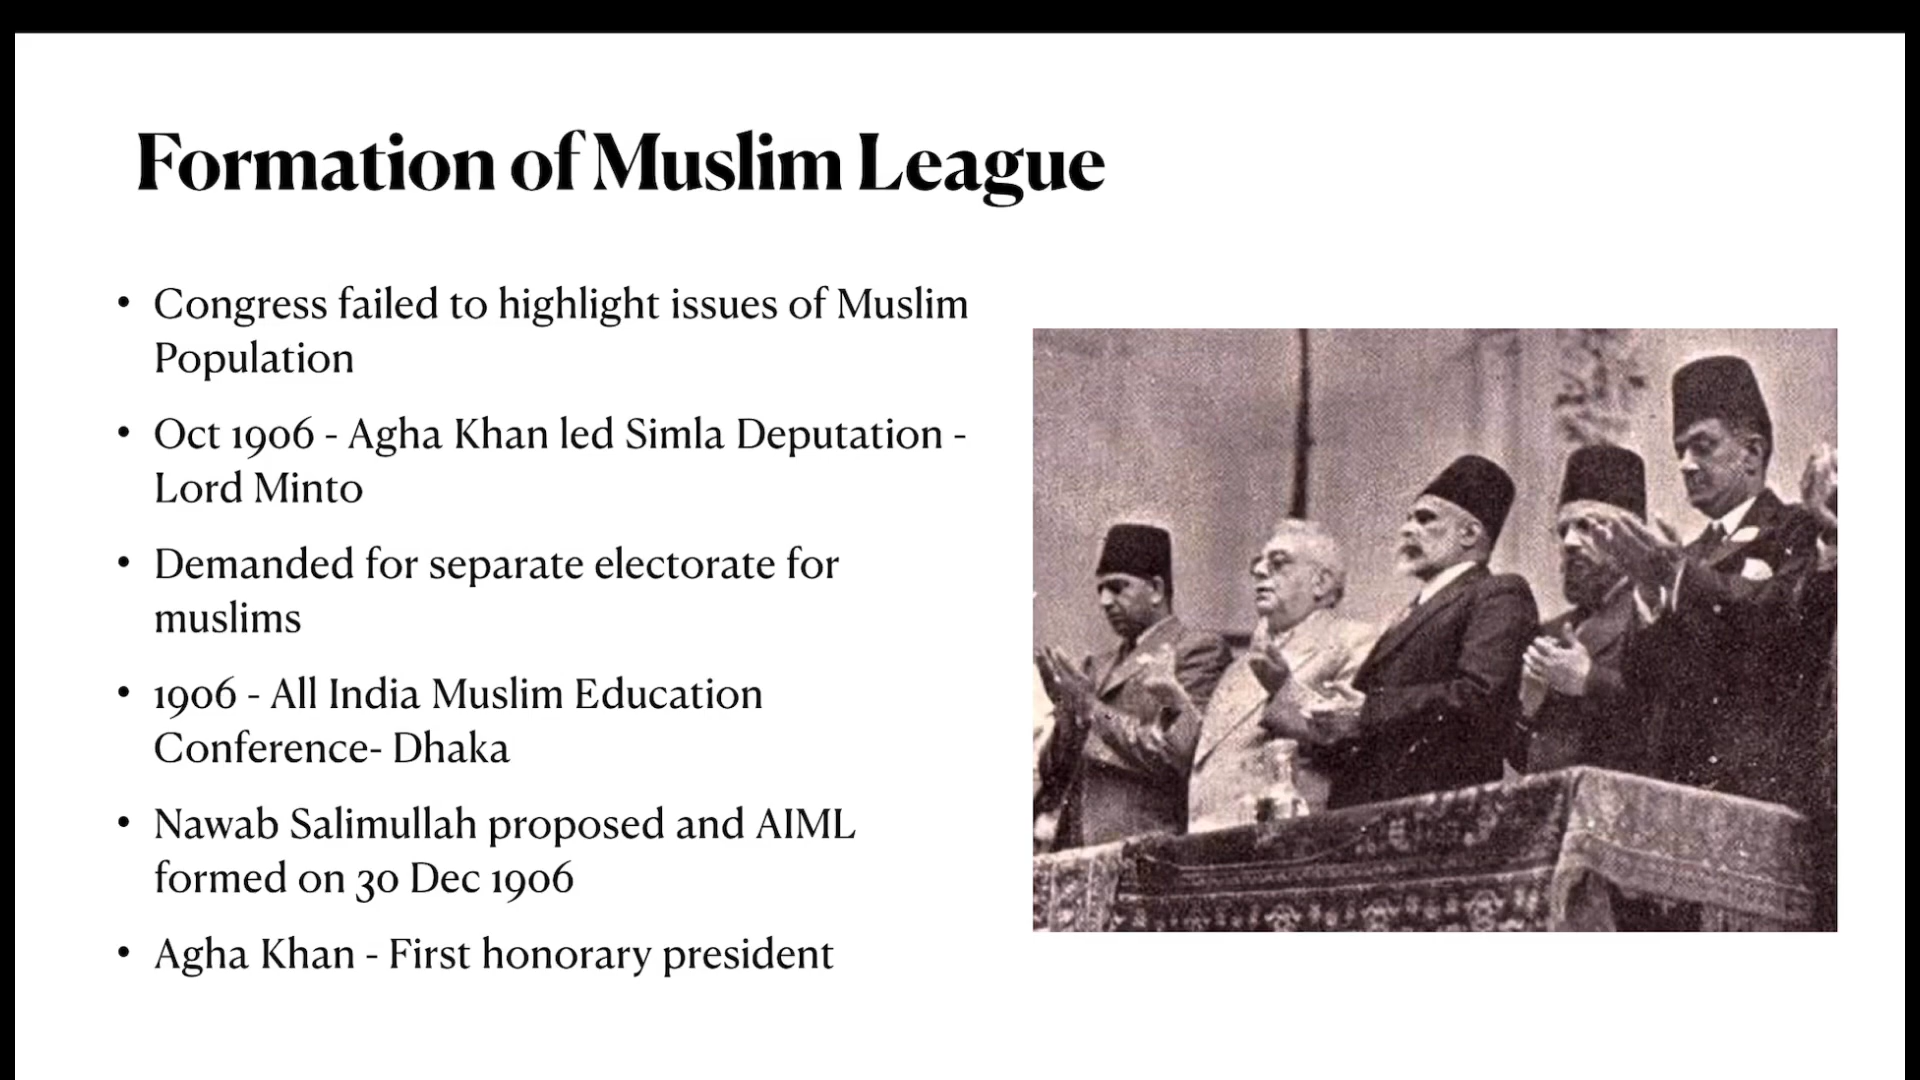 Formation of Muslim League
• Congress failed to highlight issues of Muslim
Population
• Oct 1906 - Agha Khan led Simla Deputation -
Lord Minto
• Demanded for separate electorate for
muslims
• 1906 - All India Muslim Education
Conference- Dhaka
• Nawab Salimullah proposed and AIML
formed on 30 Dec 1906
• Agha Khan - First honorary president